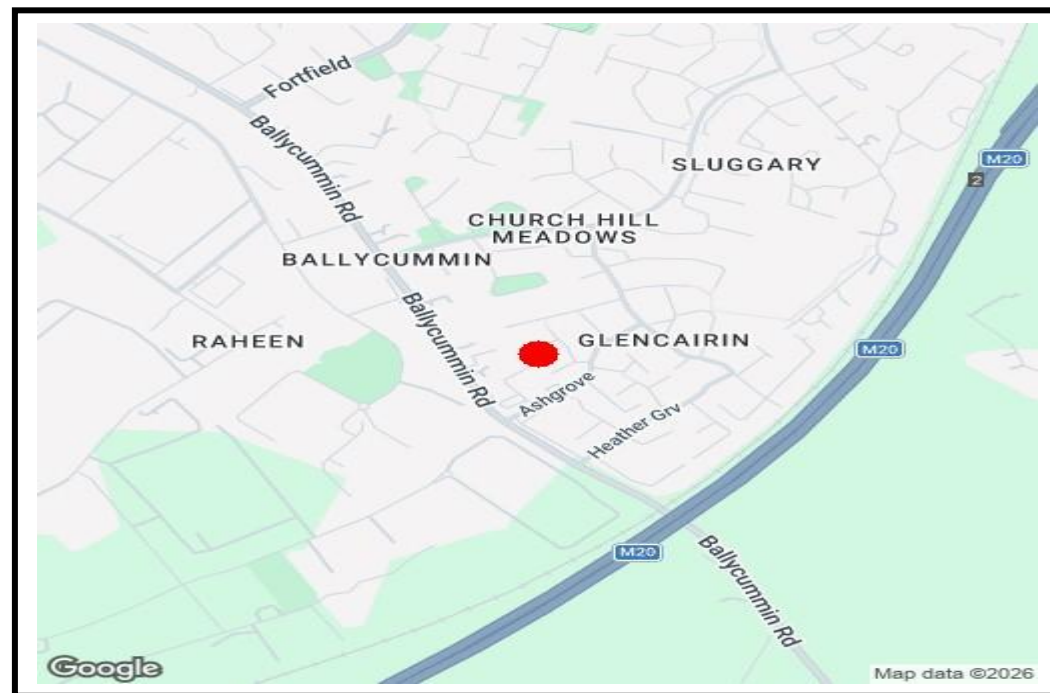 Fortfield
Ballycummin Rd
SLUGGARY
M20
2
CHURCH HILL
MEADOWS
BALLYCUMMIN
Ballycummin Rd
RAHEEN
GLENCAIRIN
M20
Ashgrove
Heather Grv
M20
Ballycummin Rd
Google
Map data ©2026